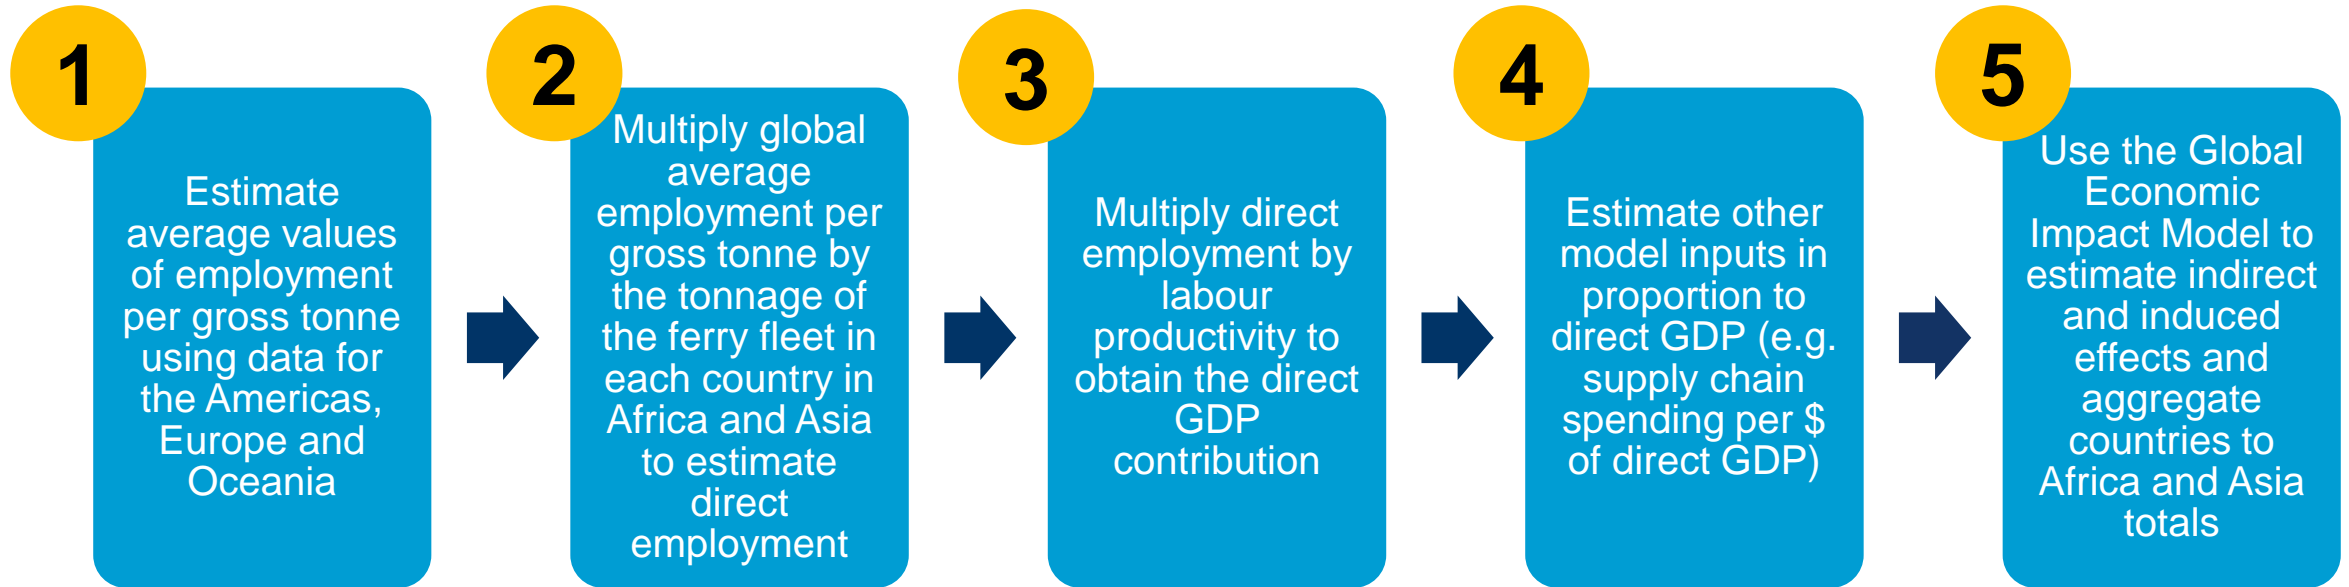 1
Estimate
average values
of employment
per gross tonne
using data for
the Americas,
Europe and
Oceania
2
Multiply global
average
employment per
gross tonne by
the tonnage of
the ferry fleet in
each country in
Africa and Asia
to estimate
direct
employment
3
Multiply direct
employment by
labour
productivity to
obtain the direct
GDP
contribution
4
Estimate other
model inputs in
proportion to
direct GDP (e.g.
supply chain
spending per $
of direct GDP)
5
Use the Global
Economic
Impact Model to
estimate indirect
and induced
effects and
aggregate
countries to
Africa and Asia
totals